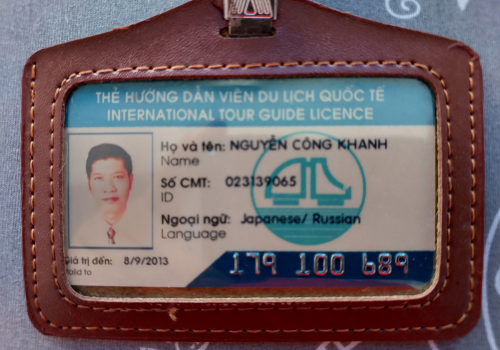 THẺ HƯỚNG DẪN VIÊN DU LỊCH QUỐC TẾ
INTERNATIONAL TOUR GUIDE LICENCE
Họ và tên: NGUYỄN CÔNG KHANH
Name
Số CMT: 023139065
ID
Ngoại ngữ: Japanese/ Russian
Language
Giá trị đến: 8/9/2013
Valid to
179 100 689